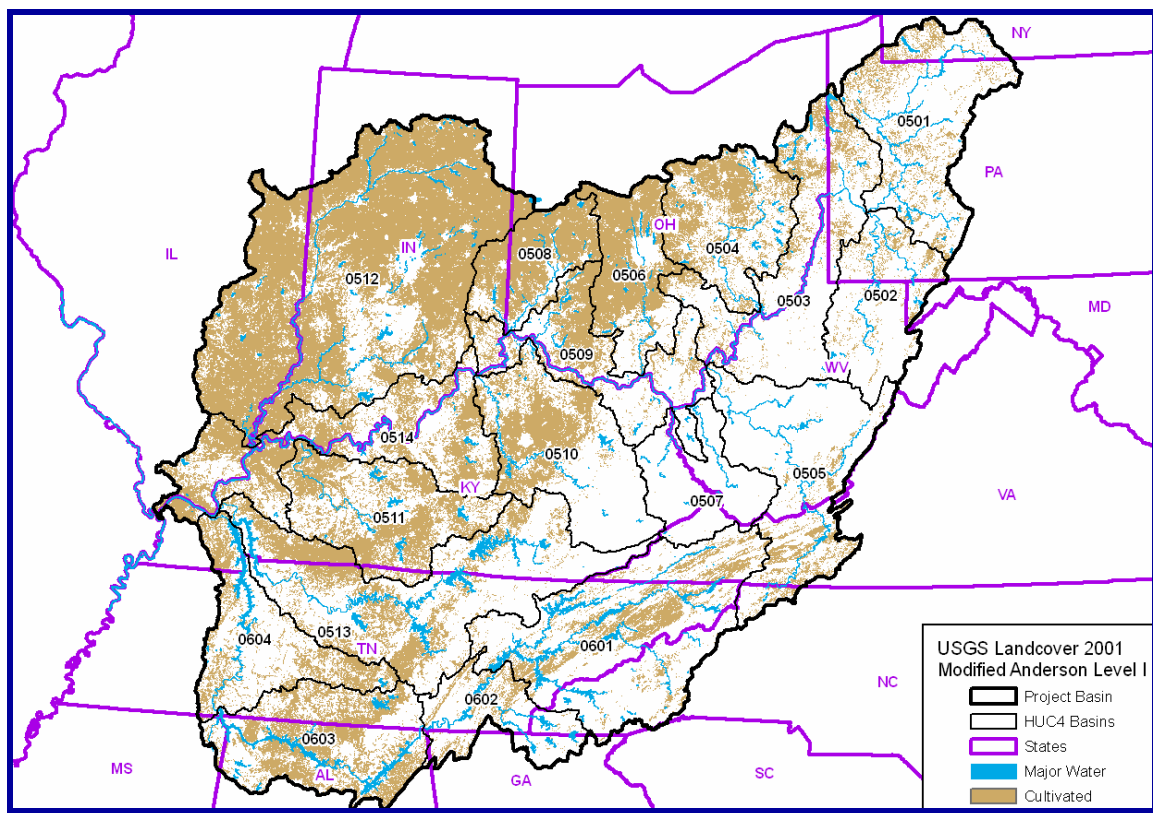 NY
0501
PA
OH
IL
IN
0508
0504
0506
0512
0503
0502
MD
0509
WV
0514
0510
0505
KY
0507
VA
0511
0604
0513
TN
0601
0602
NC
0603
MS
AL
GA
SC
USGS Landcover 2001
Modified Anderson Level I
Project Basin
HUC4 Basins
States
Major Water
Cultivated